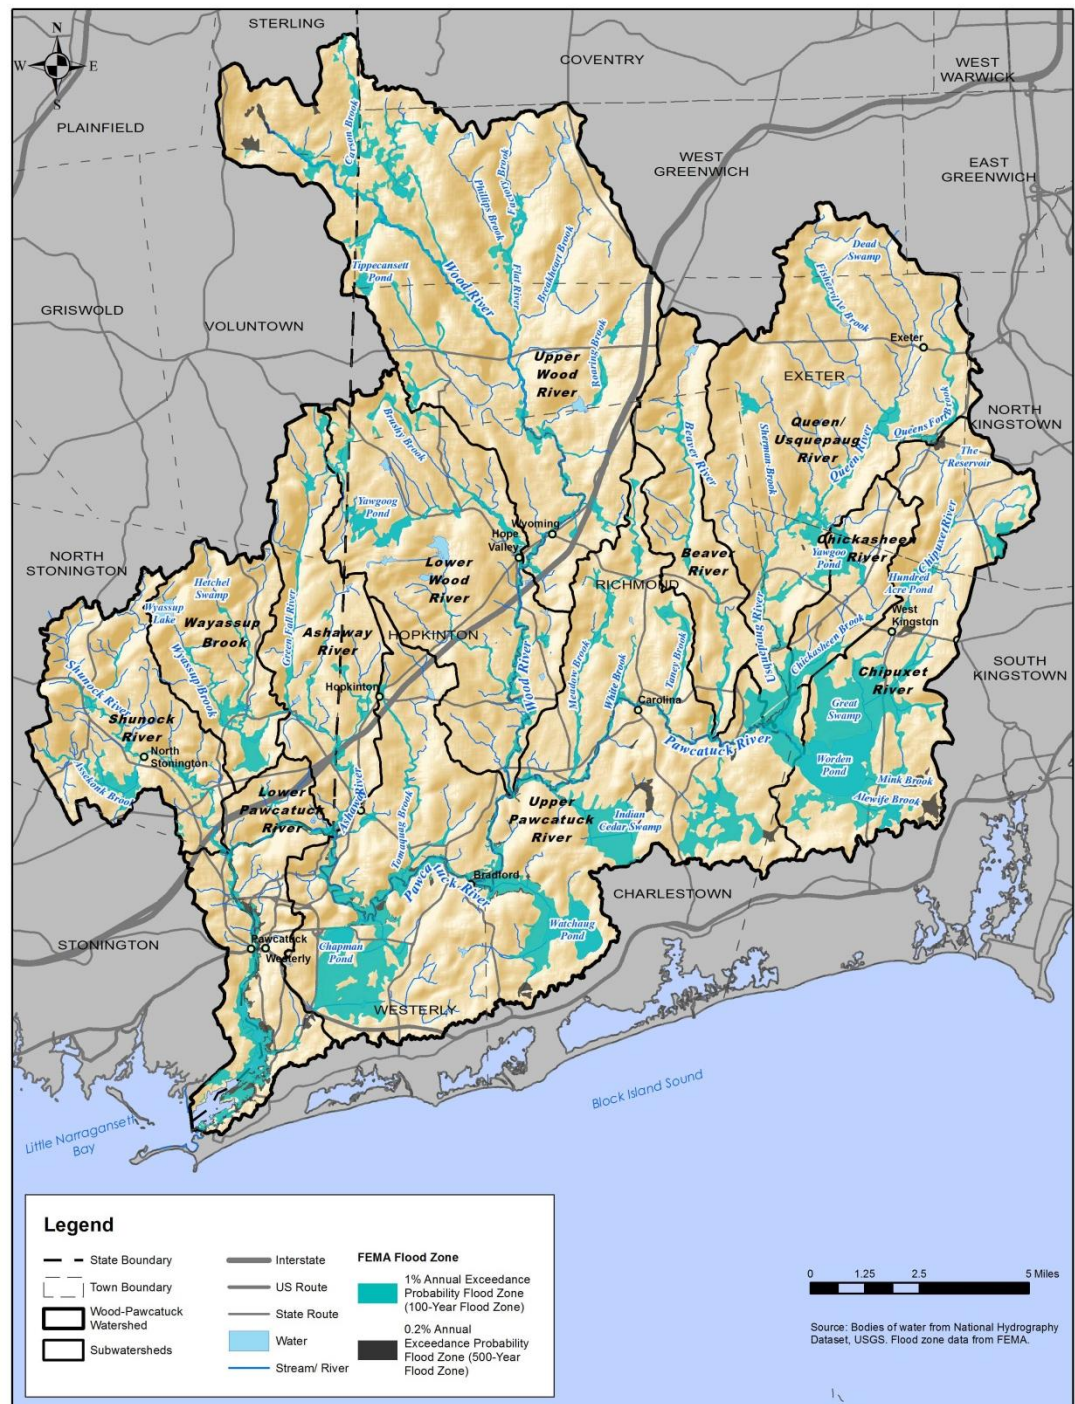 STERLING
COVENTRY
N
W
E
S
WEST
WARWICK
PLAINFIELD
WEST
GREENWICH
EAST
GREENWICH
Carson Brook
Phillips Brook
Factory Brook
Dead
Swamp
Tippecansett
Pond
Wood River
Flat River
Breakheart Brook
Fisherville Brook
GRISWOLD
VOLUNTOWN
Exeter
Roaring Brook
Upper
Wood
River
EXETER
Brushy Brook
Beaver River
Sherman Brook
Queen/
Usquepaug
River
Queen River
Queens Fort Brook
NORTH
KINGSTOWN
The
Reservoir
Yawgoog
Pond
Wyoming
Hope
Valley
Chipuxet River
Chickasheen
River
Yawgoo
Pond
NORTH
STONINGTON
Lower
Wood
River
Beaver
River
RICHMOND
Hundred
Acre Pond
Hetchel
Swamp
Wyassup
Lake
Wayassup
Brook
Green Fall River
Ashaway
River
HOPKINTON
West
Kingston
Usquepaug River
Chickasheen Brook
Wyassup Brook
Shunock River
Hopkinton
Wood River
Meadow Brook
White Brook
Taney Brook
Chipuxet
River
SOUTH
KINGSTOWN
Shunock
River
Carolina
Great
Swamp
Pawcatuck River
North
Stonington
Assekonk Brook
Worden
Pond
Mink Brook
Alewife Brook
Lower
Pawcatuck
River
Ashaway River
Tomaquag Brook
Upper
Pawcatuck
River
Indian
Cedar Swamp
Bradford
Pawcatuck River
CHARLESTOWN
STONINGTON
Pawcatuck
Westerly
Chapman
Pond
Watchaug
Pond
WESTERLY
Block Island Sound
Little Narragansett
Bay
Legend
State Boundary
Town Boundary
Wood-Pawcatuck
Watershed
Subwatersheds
Interstate
US Route
State Route
Water
Stream/ River
FEMA Flood Zone
1% Annual Exceedance
Probability Flood Zone
(100-Year Flood Zone)
0.2% Annual
Exceedance Probability
Flood Zone (500-Year
Flood Zone)
0 1.25 2.5 5 Miles
Source: Bodies of water from National Hydrography
Dataset, USGS. Flood zone data from FEMA.